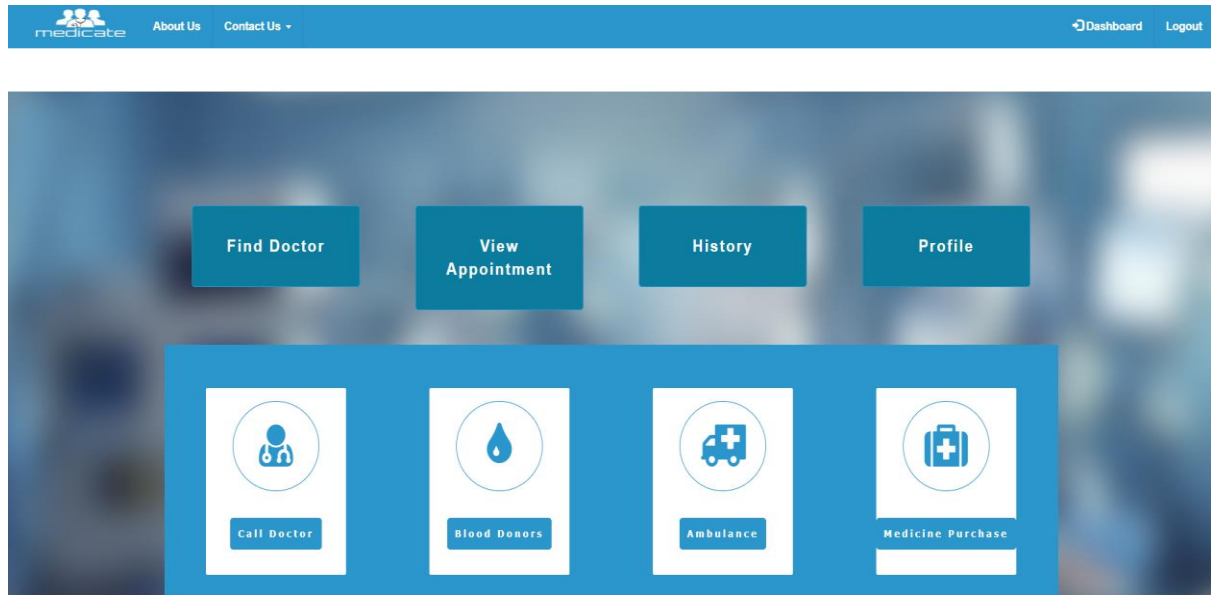 medicate
About Us
Contact Us
Dashboard
Logout
Find Doctor
View
Appointment
History
Profile
Call Doctor
Blood Donors
Ambulance
Medicine Purchase